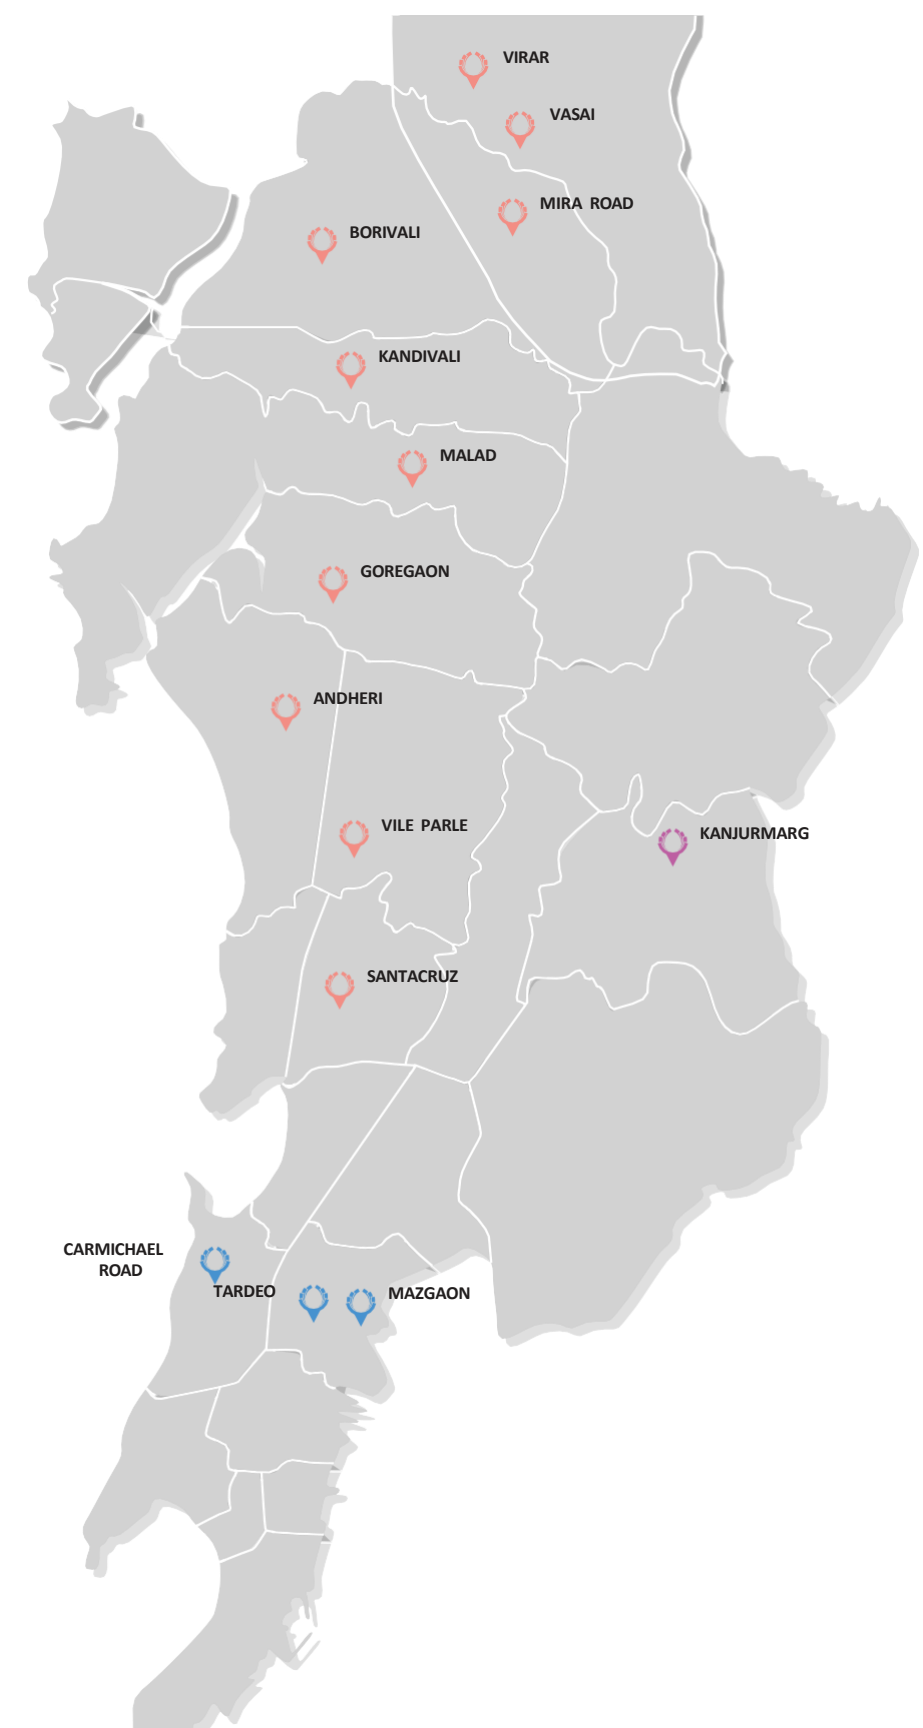 VIRAR
VASAI
MIRA ROAD
BORIVALI
KANDIVALI
MALAD
GOREGAON
ANDHERI
VILE PARLE
KANJURMARG
SANTACRUZ
CARMICHAEL
ROAD
TARDEO
MAZGAON